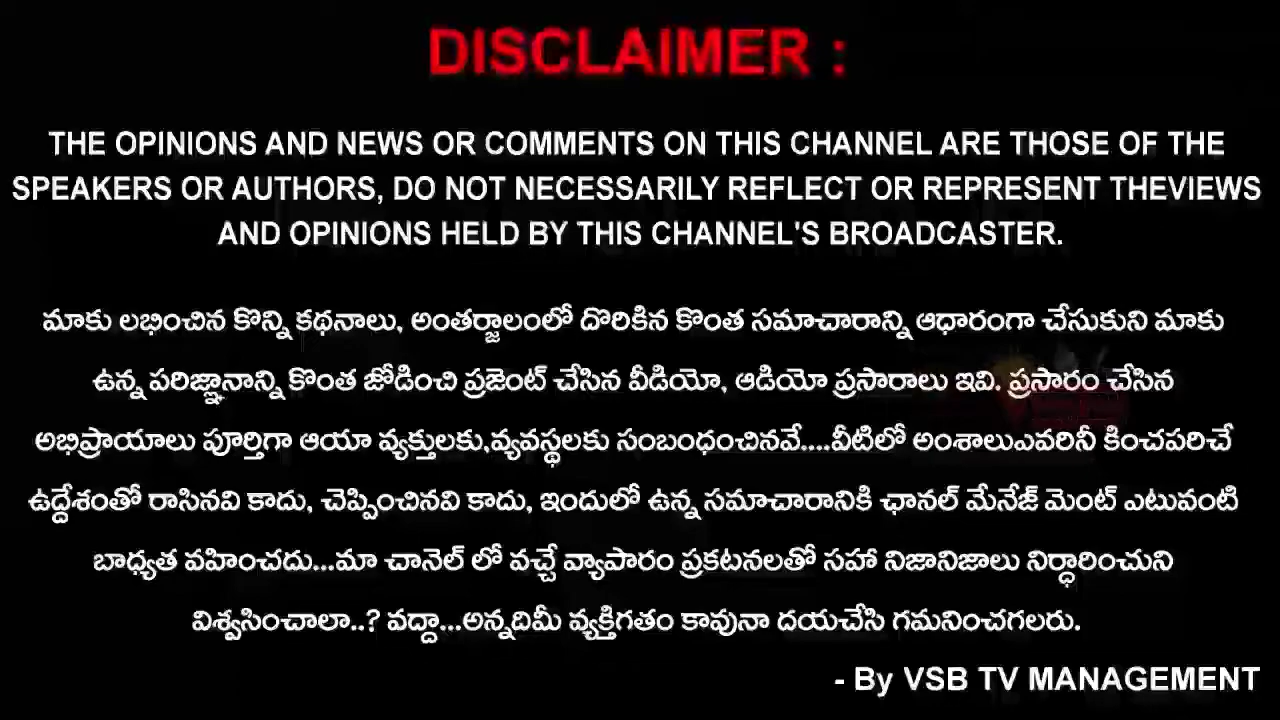 DISCLAIMER :
THE OPINIONS AND NEWS OR COMMENTS ON THIS CHANNEL ARE THOSE OF THE
SPEAKERS OR AUTHORS, DO NOT NECESSARILY REFLECT OR REPRESENT THEVIEWS
AND OPINIONS HELD BY THIS CHANNEL'S BROADCASTER.
మాకు లభించిన కొన్ని కథనాలు, అంతర్జాలంలో దొరికిన కొంత సమాచారాన్ని ఆధారంగా చేసుకుని మాకు
ఉన్న పరిజ్ఞానాన్ని కొంత జోడించి ప్రజెంట్ చేసిన వీడియో, ఆడియో ప్రసారాలు ఇవి. ప్రసారం చేసిన
అభిప్రాయాలు పూర్తిగా ఆయా వ్యక్తులకు,వ్యవస్థలకు సంబంధంచినవే....వీటిలో అంశాలుఎవరినీ కించపరిచే
ఉద్దేశంతో రాసినవి కాదు, చెప్పించినవి కాదు, ఇందులో ఉన్న సమాచారానికి ఛానల్ మేనేజ్ మెంట్ ఎటువంటి
బాధ్యత వహించదు...మా చానెల్ లో వచ్చే వ్యాపారం ప్రకటనలతో సహా నిజానిజాలు నిర్ధారించుని
విశ్వసించాలా..? వద్దా...అన్నదిమీ వ్యక్తిగతం కావునా దయచేసి గమనించగలరు.
- By VSB TV MANAGEMENT